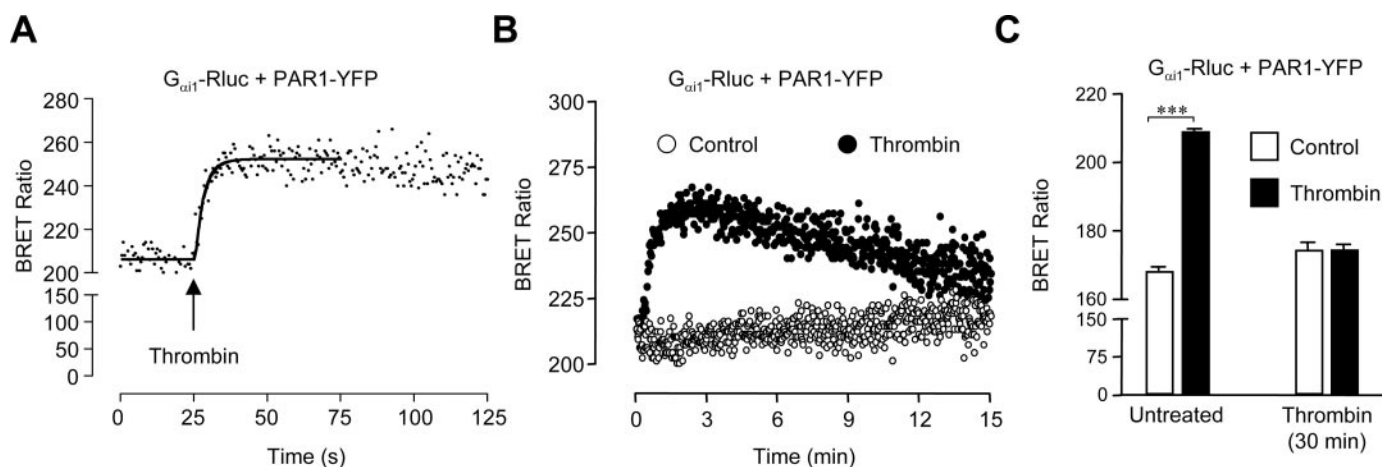 A
Gαi1-Rluc + PAR1-YFP
BRET Ratio
280
260
240
220
200
150
100
50
0
Thrombin
0 25 50 75 100 125
Time (s)
B
Gαi1-Rluc + PAR1-YFP
Control Thrombin
BRET Ratio
300
275
250
225
200
0 3 6 9 12 15
Time (min)
C
Gαi1-Rluc + PAR1-YFP
BRET Ratio
220
200
180
160
150
75
0
***
Control
Thrombin
Untreated Thrombin
(30 min)